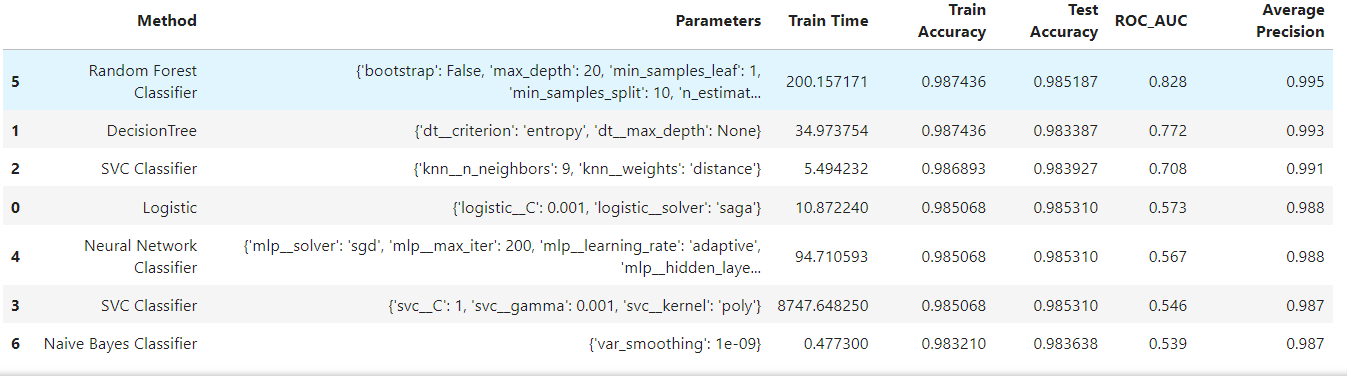 Method Parameters Train Time Train Accuracy Test Accuracy ROC_AUC Average Precision
5 Random Forest Classifier {'bootstrap': False, 'max_depth': 20, 'min_samples_leaf': 1, 'min_samples_split': 10, 'n_estimat... 200.157171 0.987436 0.985187 0.828 0.995
1 DecisionTree {'dt__criterion': 'entropy', 'dt__max_depth': None} 34.973754 0.987436 0.983387 0.772 0.993
2 SVC Classifier {'knn__n_neighbors': 9, 'knn__weights': 'distance'} 5.494232 0.986893 0.983927 0.708 0.991
0 Logistic {'logistic__C': 0.001, 'logistic__solver': 'saga'} 10.872240 0.985068 0.985310 0.573 0.988
4 Neural Network Classifier {'mlp__solver': 'sgd', 'mlp__max_iter': 200, 'mlp__learning_rate': 'adaptive', 'mlp__hidden_laye... 94.710593 0.985068 0.985310 0.567 0.988
3 SVC Classifier {'svc__C': 1, 'svc__gamma': 0.001, 'svc__kernel': 'poly'} 8747.648250 0.985068 0.985310 0.546 0.987
6 Naive Bayes Classifier {'var_smoothing': 1e-09} 0.477300 0.983210 0.983638 0.539 0.987